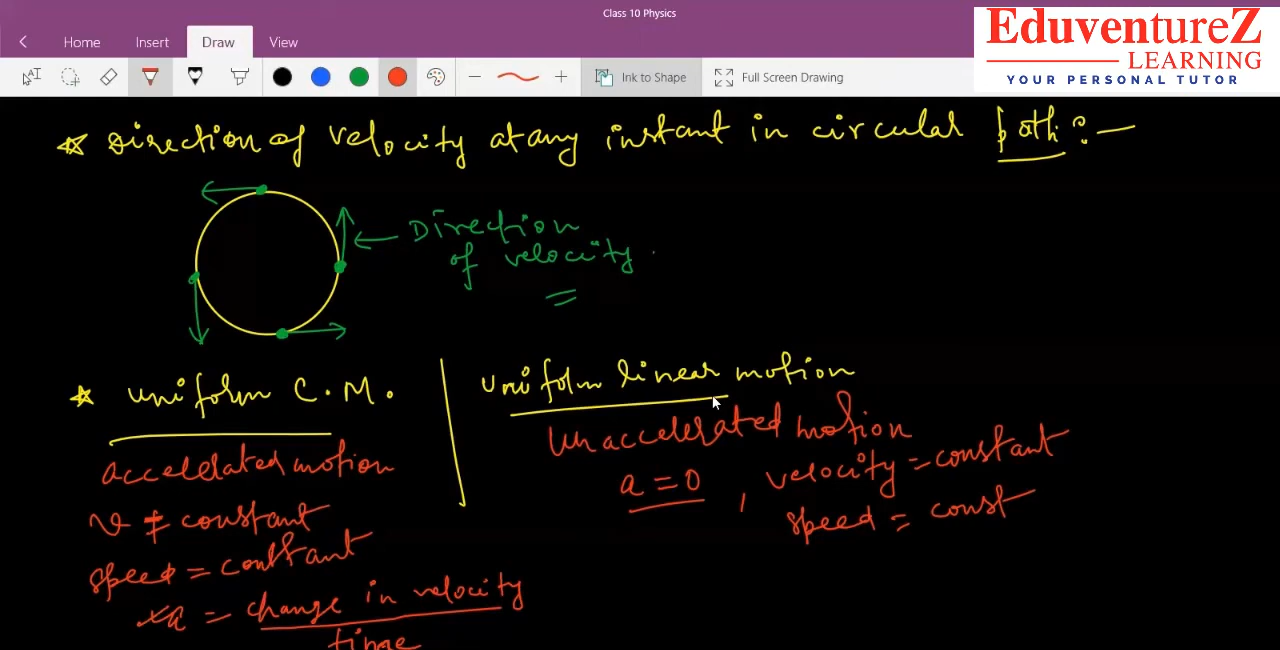 Class 10 Physics
EduventureZ
LEARNING
YOUR PERSONAL TUTOR
Home Insert Draw View
Ink to Shape Full Screen Drawing
Direction of velocity at any instant in circular path:—
Direction
of velocity.
uniform C.M.
accelerated motion
v ≠ constant
speed = constant
a = change in velocity
time
uniform linear motion
unaccelerated motion
a = 0 , velocity = constant
speed = const